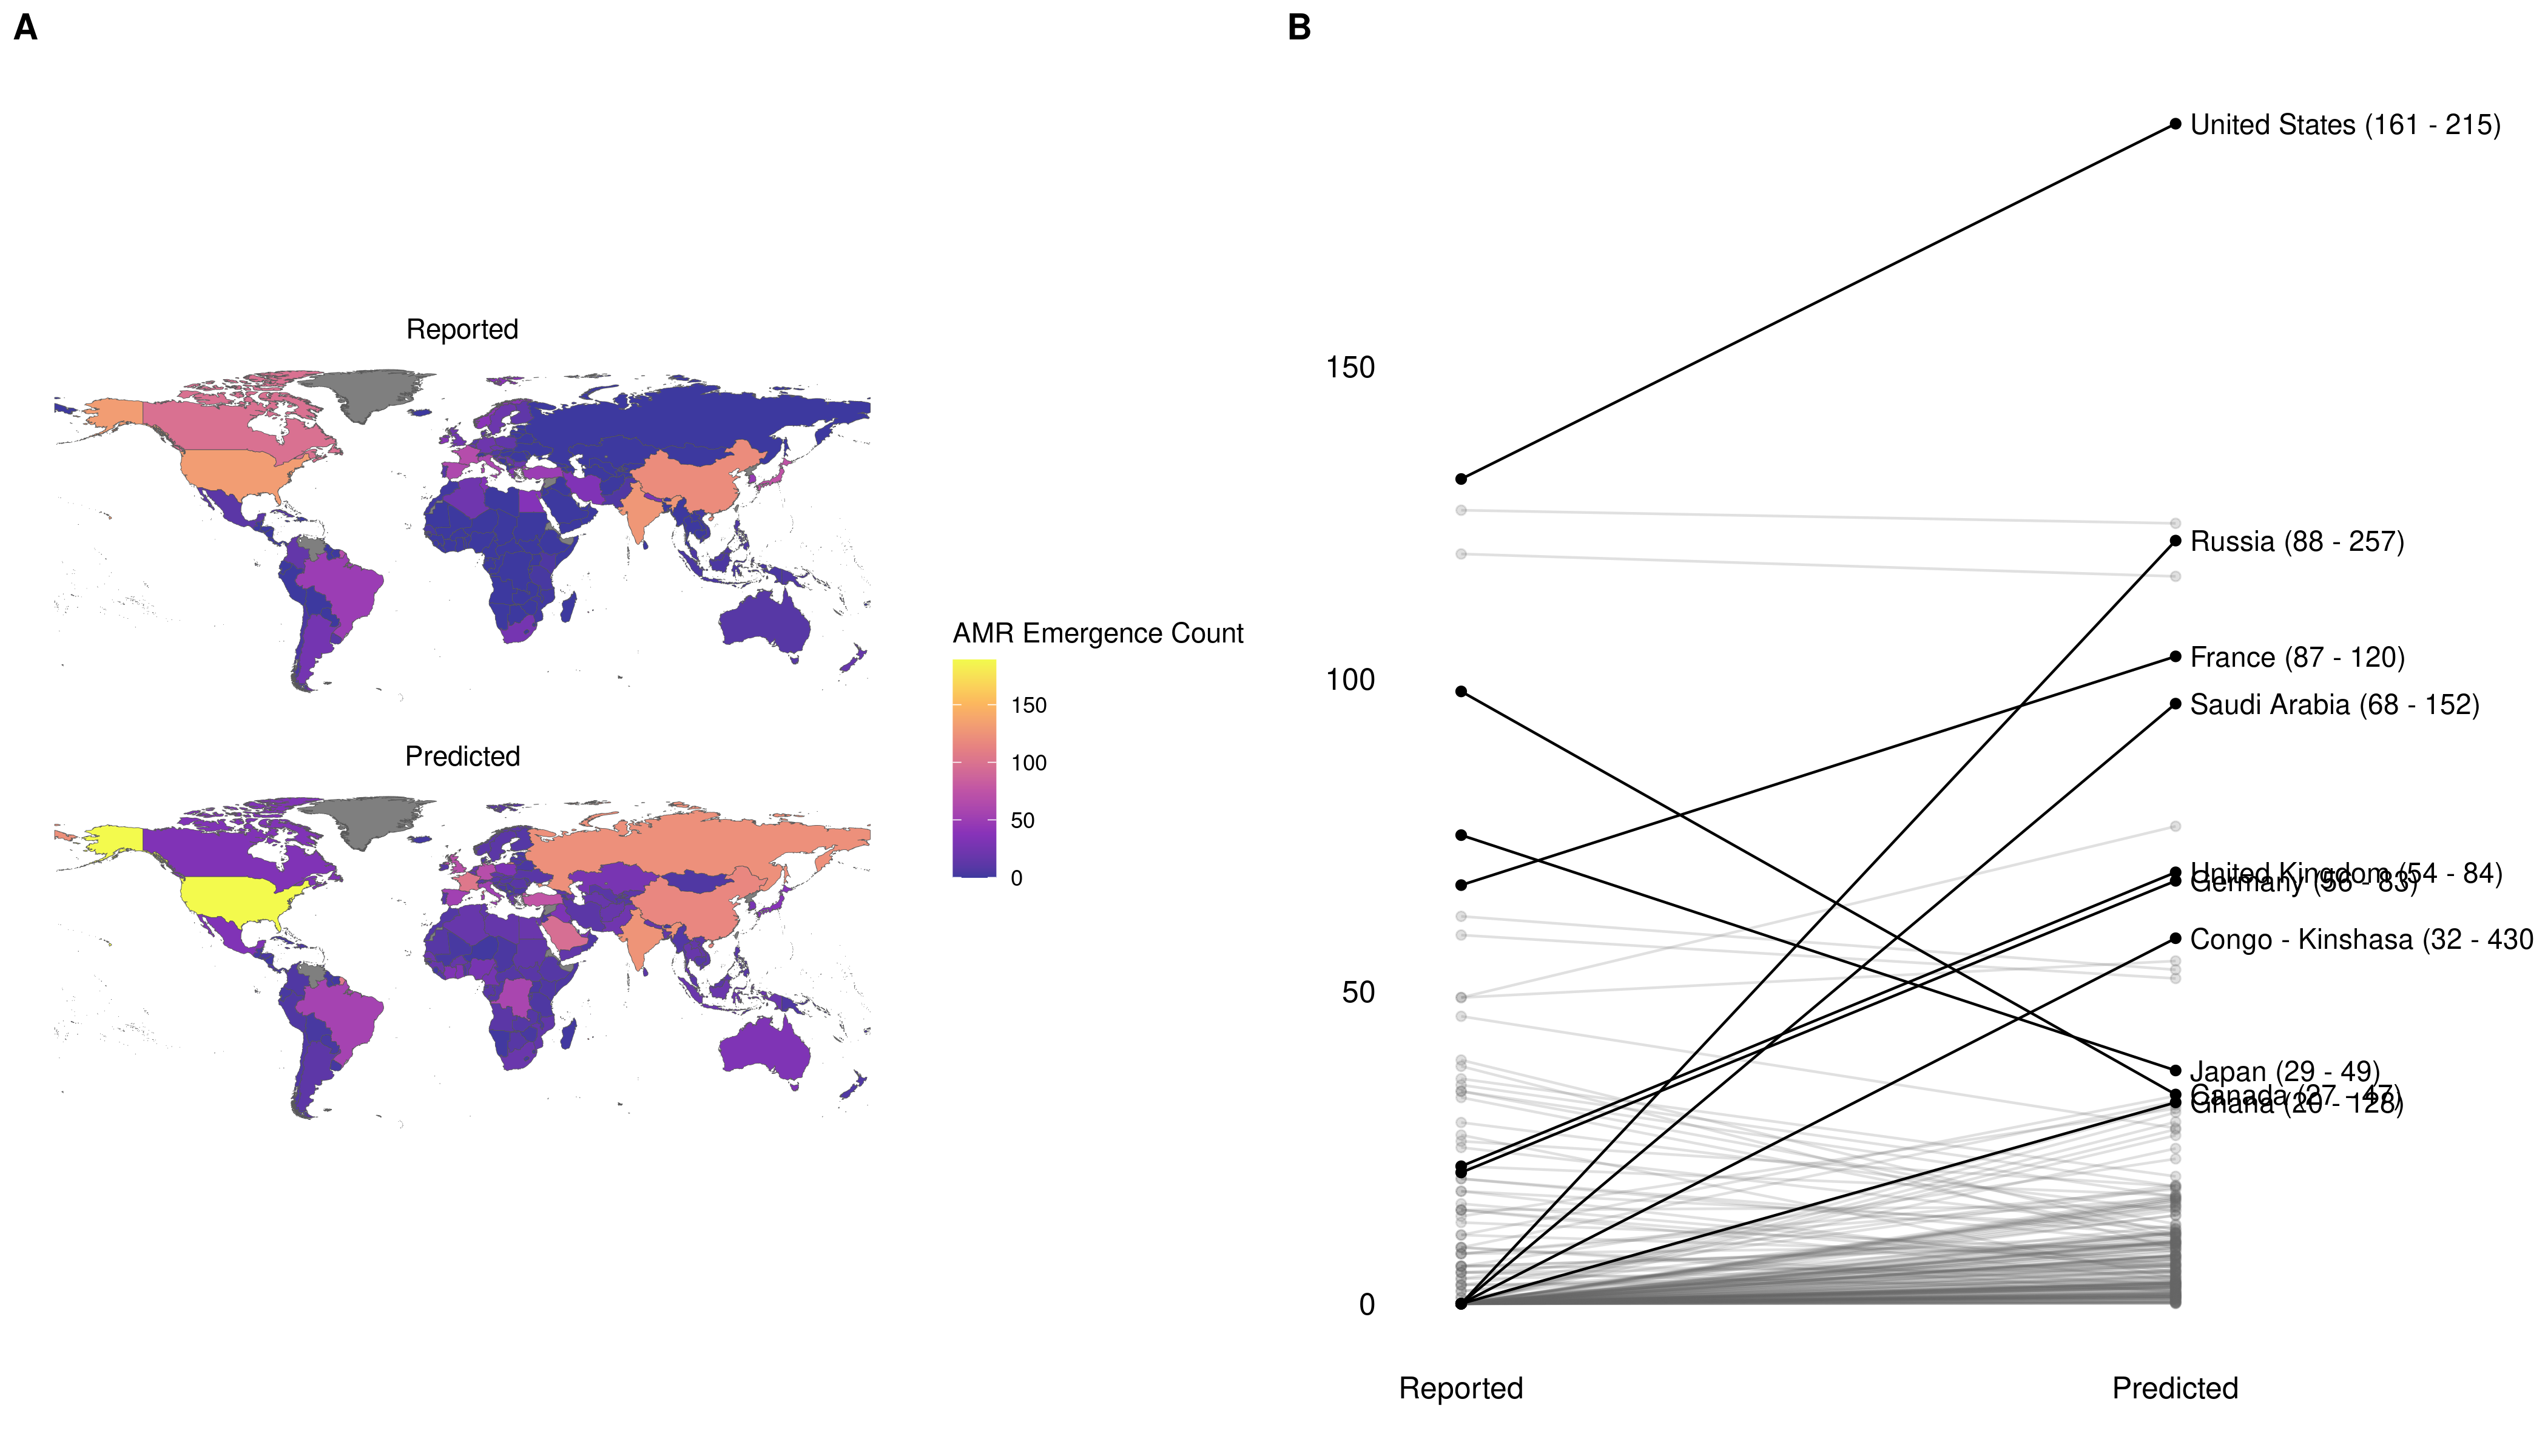 A
B
Reported
Predicted
AMR Emergence Count
150
100
50
0
150
100
50
0
United States (161 - 215)
Russia (88 - 257)
France (87 - 120)
Saudi Arabia (68 - 152)
United Kingdom (54 - 84)
Germany (56 - 83)
Congo - Kinshasa (32 - 430
Japan (29 - 49)
Canada (27 - 47)
Ghana (20 - 128)
Reported
Predicted